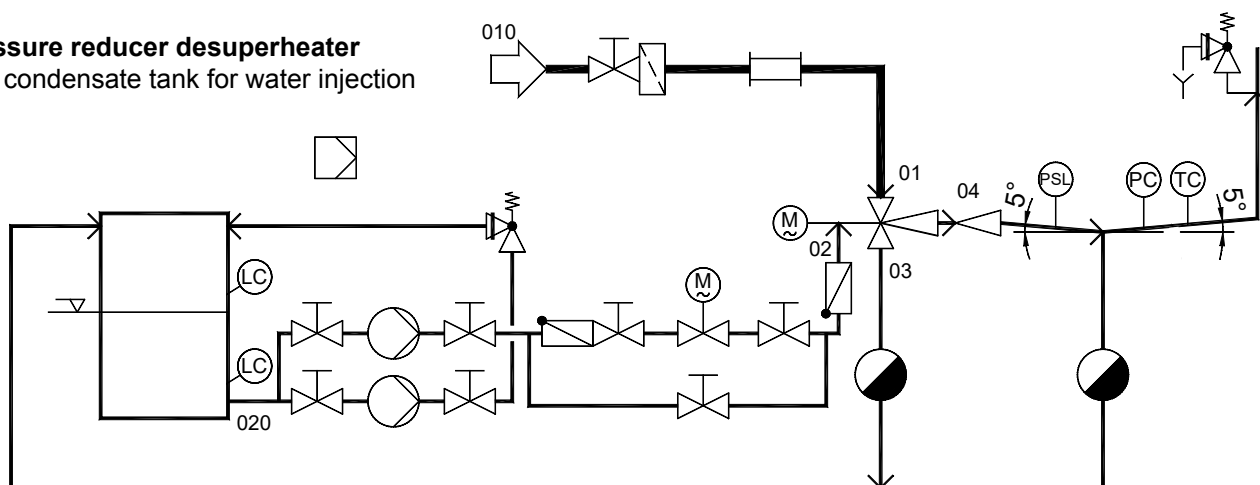 010
condensate tank for water injection
desuperheater
reducer
01
04
5°
PSL
PC
TC
5°
M
02
03
LC
M
LC
020